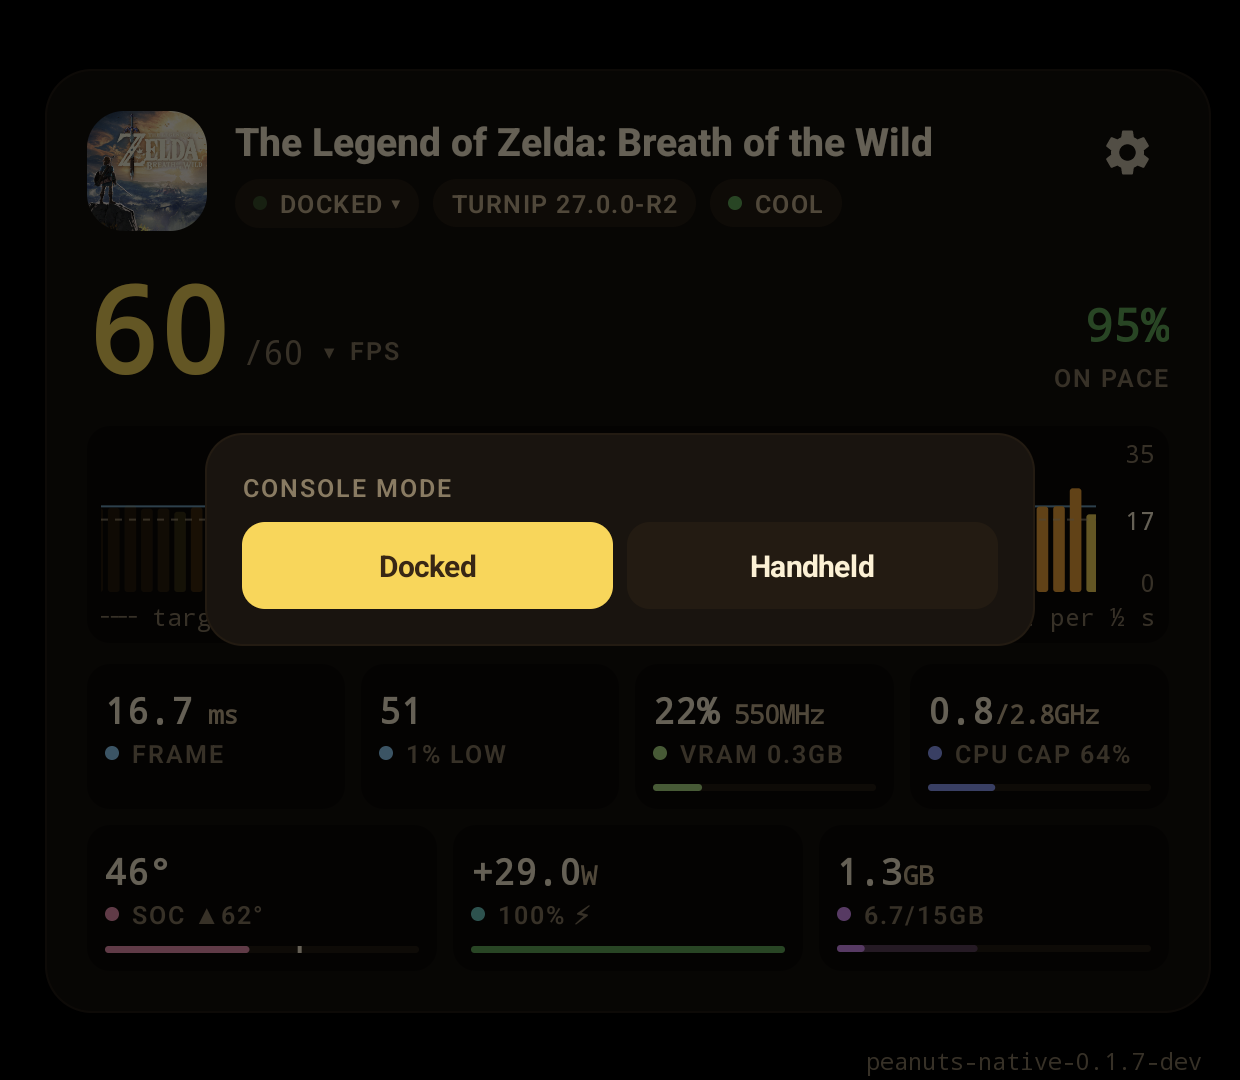 ZELDA
The Legend of Zelda: Breath of the Wild
DOCKED ▾ TURNIP 27.0.0-R2 COOL
60 /60 ▾ FPS
95%
ON PACE
35
17
0
CONSOLE MODE
Docked Handheld
per ½ s
16.7 ms
FRAME
51
1% LOW
22% 550MHz
VRAM 0.3GB
0.8/2.8GHz
CPU CAP 64%
46°
SOC ▲62°
+29.0W
100% ⚡
1.3GB
6.7/15GB
peanuts-native-0.1.7-dev